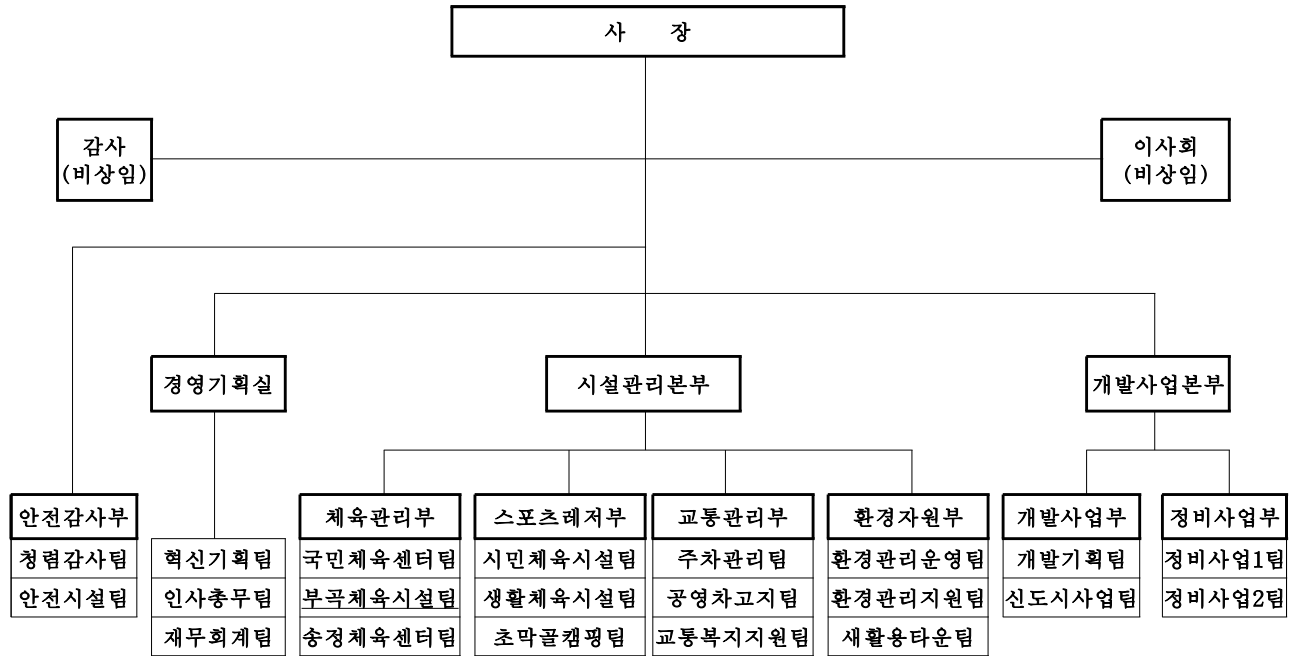 사 장
감사
(비상임)
이사회
(비상임)
경영기획실
시설관리본부
개발사업본부
안전감사부
청렴감사팀
안전시설팀
혁신기획팀
인사총무팀
재무회계팀
체육관리부
국민체육센터팀
부곡체육시설팀
송정체육센터팀
스포츠레저부
시민체육시설팀
생활체육시설팀
초막골캠핑팀
교통관리부
주차관리팀
공영차고지팀
교통복지지원팀
환경자원부
환경관리운영팀
환경관리지원팀
새활용타운팀
개발사업부
개발기획팀
신도시사업팀
정비사업부
정비사업1팀
정비사업2팀